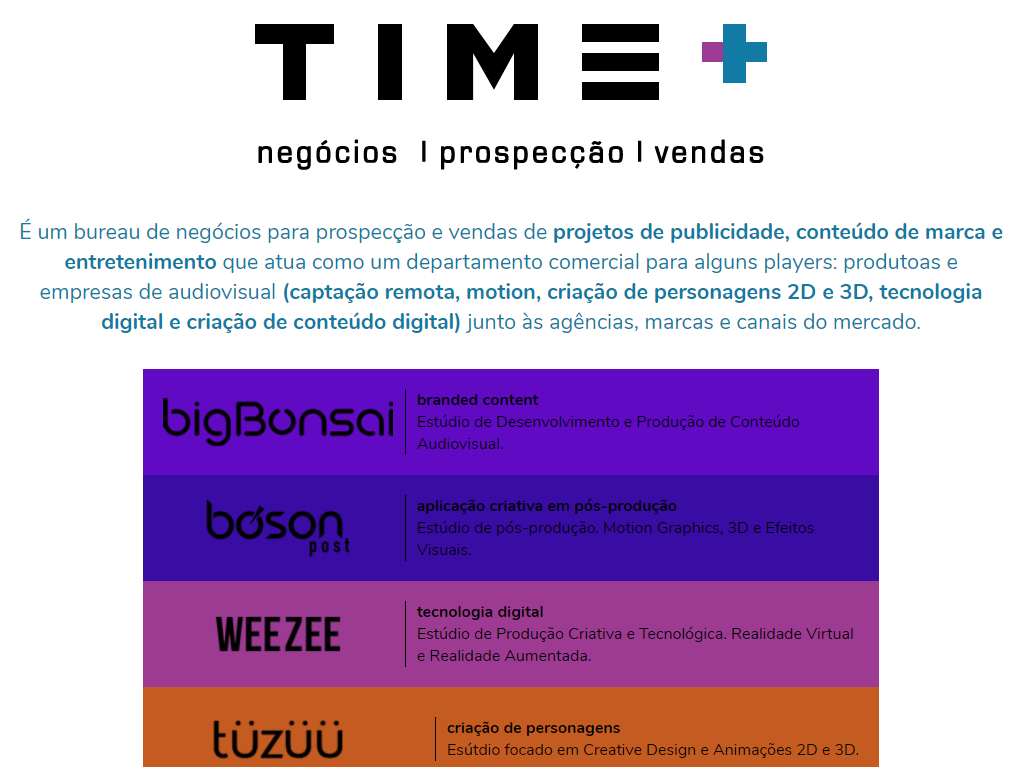 TIME+
negócios | prospecção | vendas
É um bureau de negócios para prospecção e vendas de projetos de publicidade, conteúdo de marca e
entretenimento que atua como um departamento comercial para alguns players: produtoas e
empresas de audiovisual (captação remota, motion, criação de personagens 2D e 3D, tecnologia
digital e criação de conteúdo digital) junto às agências, marcas e canais do mercado.
bigBonsai
branded content
Estúdio de Desenvolvimento e Produção de Conteúdo
Audiovisual.
bóson
post
aplicação criativa em pós-produção
Estúdio de pós-produção. Motion Graphics, 3D e Efeitos
Visuais.
WEEZEE
tecnologia digital
Estúdio de Produção Criativa e Tecnológica. Realidade Virtual
e Realidade Aumentada.
tüzüü
criação de personagens
Esútdio focado em Creative Design e Animações 2D e 3D.